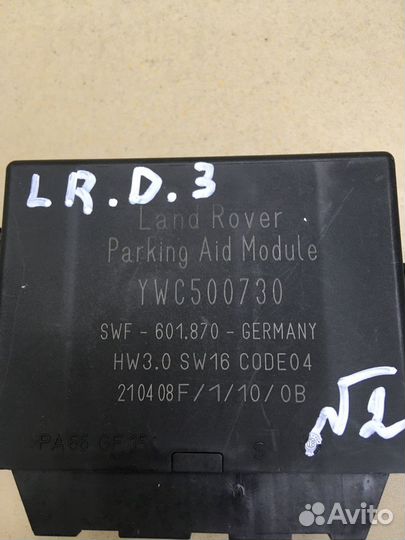 LR.D.3
Land Rover
Parking Aid Module
YWC500730
SWF - 601.870 - GERMANY
HW3.0 SW16 CODE04
210408F/1/10/0B
№2
S
Avito